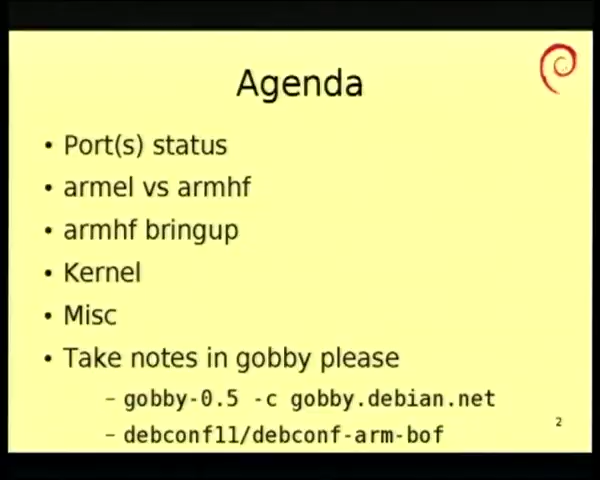 Agenda
• Port(s) status
• armel vs armhf
• armhf bringup
• Kernel
• Misc
• Take notes in gobby please
– gobby-0.5 -c gobby.debian.net
– debconf11/debconf-arm-bof
2